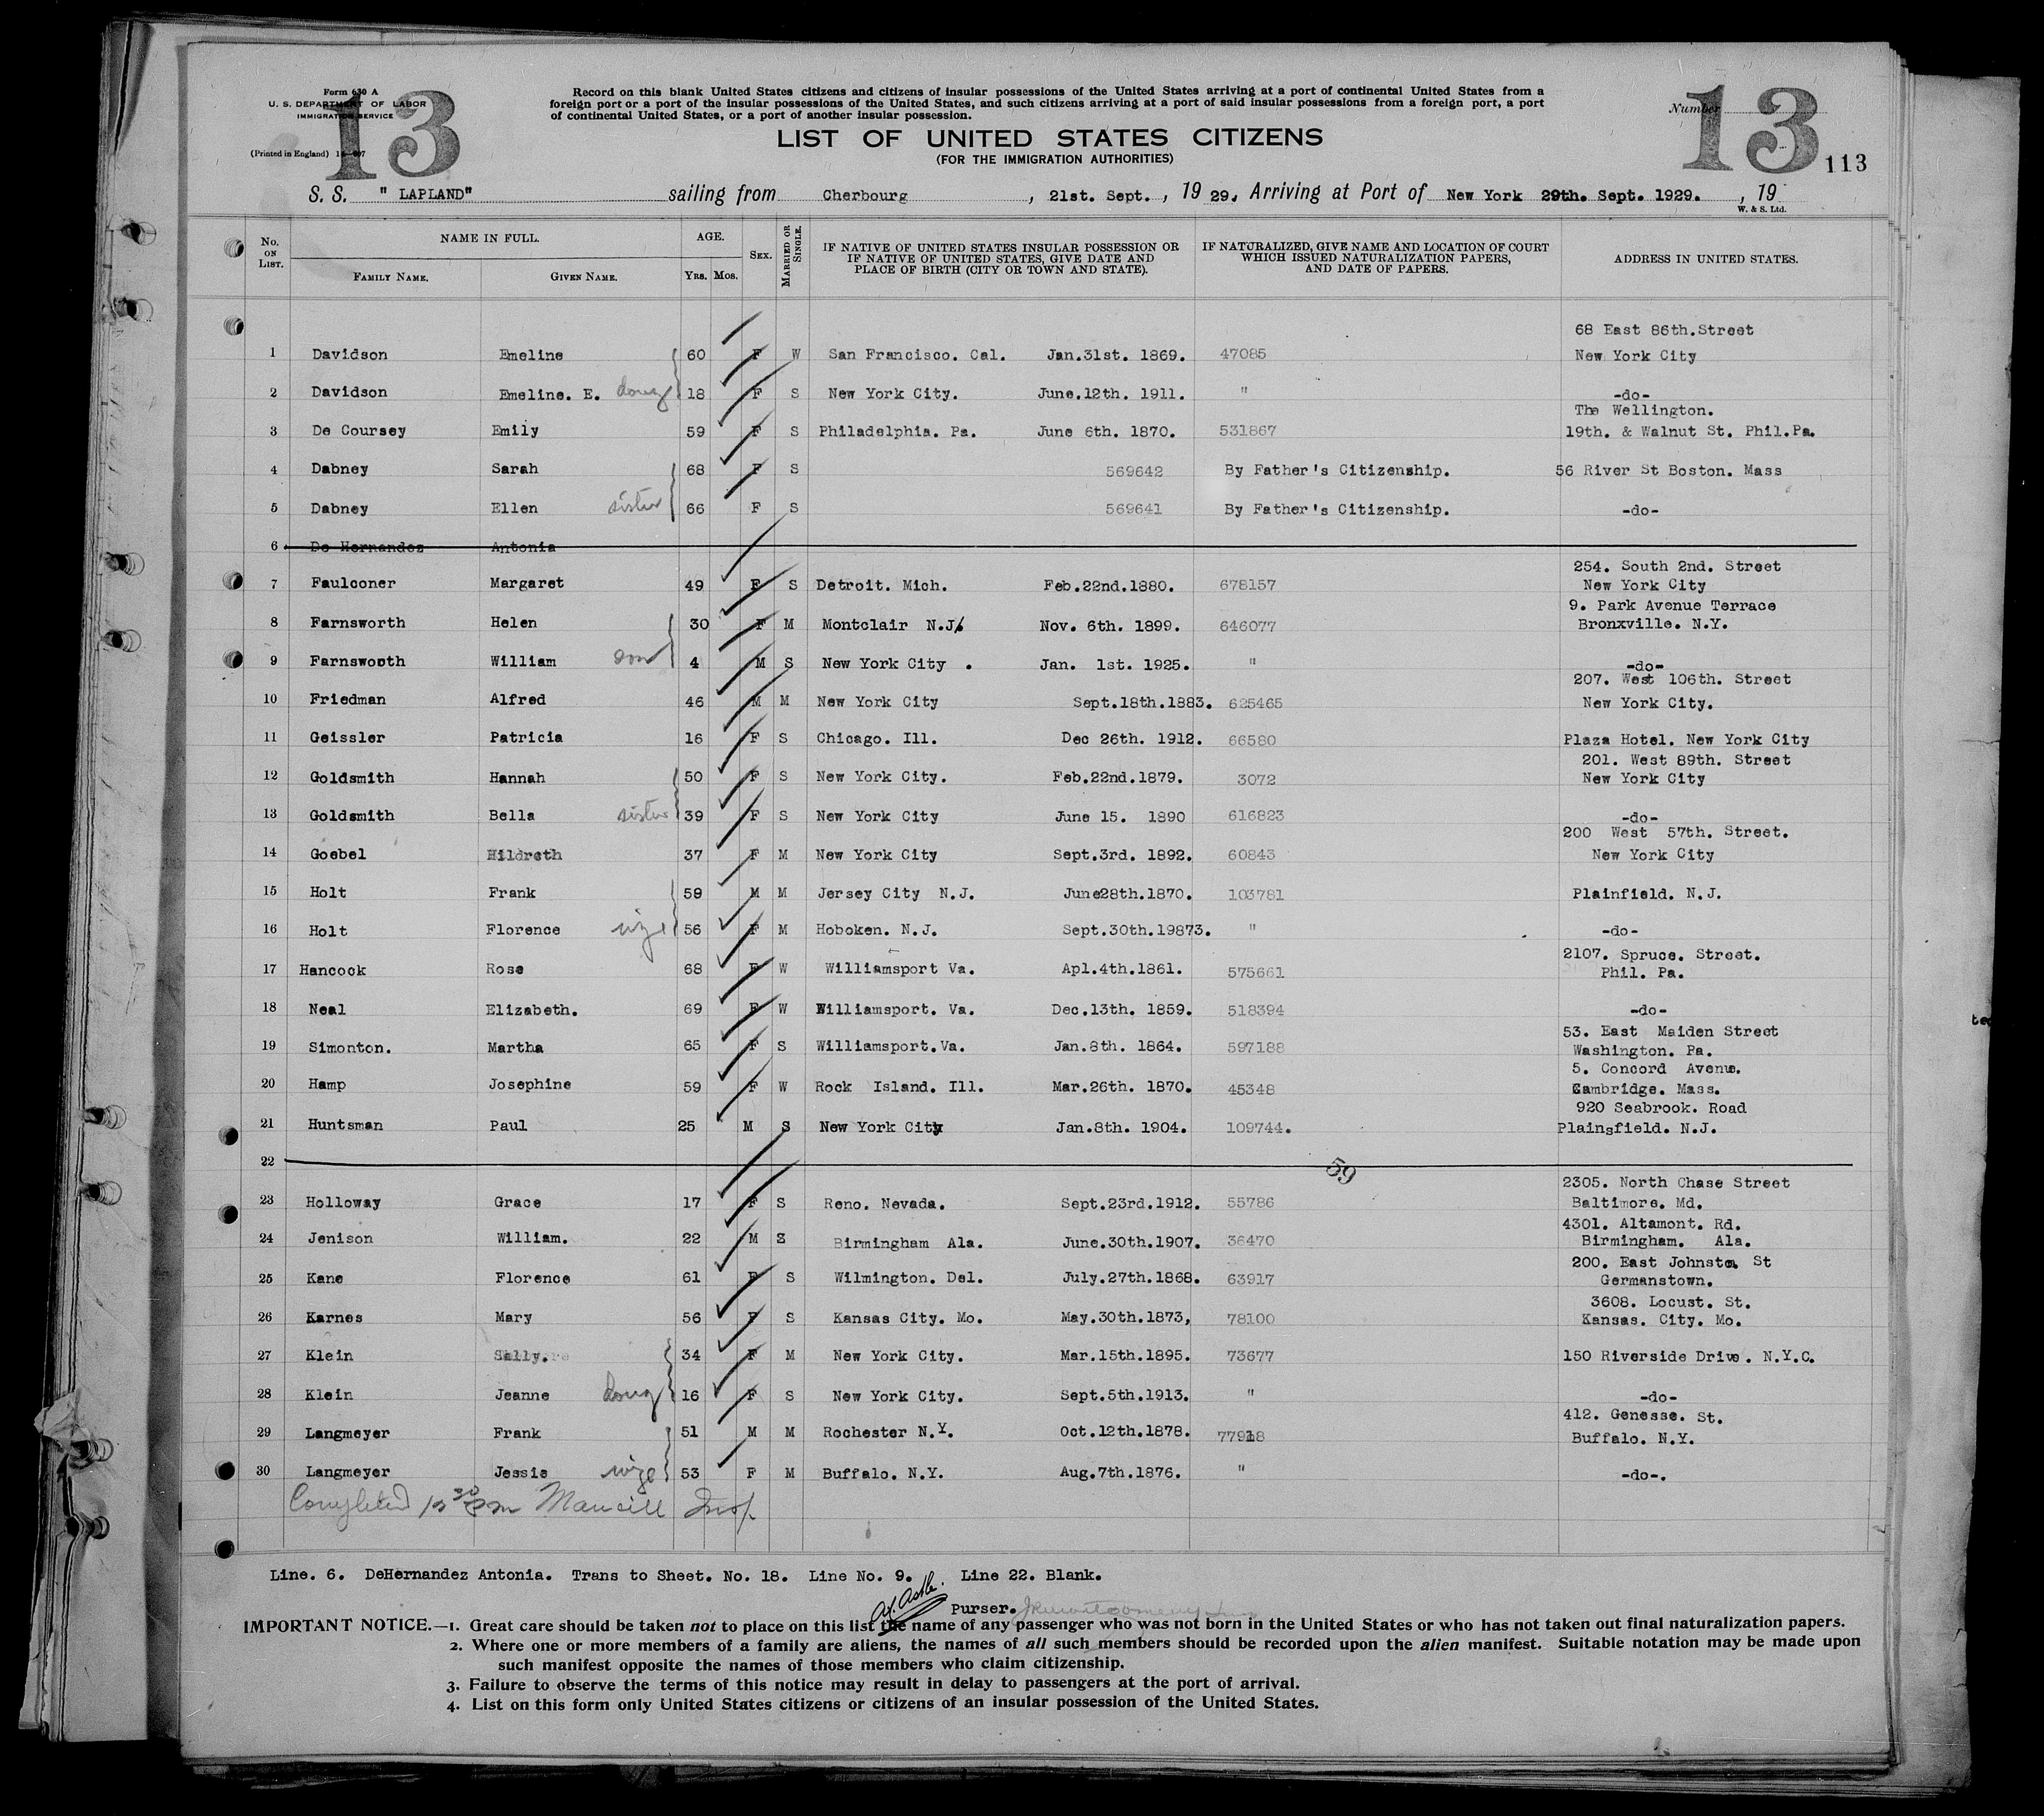 Form 630 A
U. S. DEPARTMENT OF LABOR
IMMIGRATION SERVICE
(Printed in England)
13
Record on this blank United States citizens and citizens of insular possessions of the United States arriving at a port of continental United States from a
foreign port or a port of the insular possessions of the United States, and such citizens arriving at a port of said insular possessions from a foreign port, a port
of continental United States, or a port of another insular possession.
LIST OF UNITED STATES CITIZENS
(FOR THE IMMIGRATION AUTHORITIES)
Number
13
113
S. S. " LAPLAND" sailing from Cherbourg , 21st. Sept. , 19 29. Arriving at Port of New York 29th. Sept. 1929. , 19
W. & S. Ltd.
No. ON LIST. NAME IN FULL. FAMILY NAME. GIVEN NAME. AGE. YRS. MOS. SEX. MARRIED OR SINGLE. IF NATIVE OF UNITED STATES INSULAR POSSESSION OR IF NATIVE OF UNITED STATES, GIVE DATE AND PLACE OF BIRTH (CITY OR TOWN AND STATE). IF NATURALIZED, GIVE NAME AND LOCATION OF COURT WHICH ISSUED NATURALIZATION PAPERS, AND DATE OF PAPERS. ADDRESS IN UNITED STATES.
68 East 86th.Street
1 Davidson Emeline 60 F W San Francisco. Cal. Jan.31st. 1869. 47085 New York City
2 Davidson Emeline. E. daug 18 F S New York City. June.12th. 1911. " -do-
The Wellington.
3 De Coursey Emily 59 F S Philadelphia. Pa. June 6th. 1870. 531867 19th. & Walnut St. Phil.Pa.
4 Dabney Sarah 68 F S 569642 By Father's Citizenship. 56 River St Boston. Mass
5 Dabney Ellen sister 66 F S 569641 By Father's Citizenship. -do-
6 De Hernandez Antonia
254. South 2nd. Street
7 Faulconer Margaret 49 F S Detroit. Mich. Feb.22nd.1880. 678157 New York City
9. Park Avenue Terrace
8 Farnsworth Helen 30 F M Montclair N.J. Nov. 6th. 1899. 646077 Bronxville. N.Y.
9 Farnsworth William son 4 M S New York City . Jan. 1st. 1925. " -do-
207. West 106th. Street
10 Friedman Alfred 46 M M New York City Sept.18th.1883. 625465 New York City.
11 Geissler Patricia 16 F S Chicago. Ill. Dec 26th. 1912. 66580 Plaza Hotel. New York City
201. West 89th. Street
12 Goldsmith Hannah 50 F S New York City. Feb.22nd.1879. 3072 New York City
13 Goldsmith Bella sister 39 F S New York City June 15. 1890 616823 -do-
200 West 57th. Street.
14 Goebel Hildreth 37 F M New York City Sept.3rd. 1892. 60843 New York City
15 Holt Frank 59 M M Jersey City N.J. June28th.1870. 103781 Plainfield. N.J.
16 Holt Florence wife 56 F M Hoboken. N.J. Sept.30th.19873. " -do-
2107. Spruce. Street.
17 Hancock Rose 68 F W Williamsport Va. Apl.4th.1861. 575661 Phil. Pa.
18 Neal Elizabeth. 69 F W Williamsport. Va. Dec.13th. 1859. 518394 -do-
53. East Maiden Street
19 Simonton. Martha 65 F S Williamsport.Va. Jan.8th. 1864. 597188 Washington. Pa.
5. Concord Avenue.
20 Hamp Josephine 59 F W Rock Island. Ill. Mar.26th. 1870. 45348 Cambridge. Mass.
920 Seabrook. Road
21 Huntsman Paul 25 M S New York City Jan.8th. 1904. 109744. Plainsfield. N.J.
22
59
2305. North Chase Street
23 Holloway Grace 17 F S Reno. Nevada. Sept.23rd.1912. 55786 Baltimore. Md.
4301. Altamont. Rd.
24 Jenison William. 22 M S Birmingham Ala. June.30th.1907. 36470 Birmingham. Ala.
200. East Johnston St
25 Kane Florence 61 F S Wilmington. Del. July.27th.1868. 63917 Germanstown.
3608. Locust. St.
26 Karnes Mary 56 F S Kansas City. Mo. May.30th.1873, 78100 Kansas. City. Mo.
27 Klein Sally. 34 F M New York City. Mar.15th.1895. 73677 150 Riverside Drive. N.Y.C.
28 Klein Jeanne daug 16 F S New York City. Sept.5th.1913. " -do-
412. Genesse. St.
29 Langmeyer Frank 51 M M Rochester N.Y. Oct.12th.1878. 77918 Buffalo. N.Y.
30 Langmeyer Jessie wife 53 F M Buffalo. N.Y. Aug.7th.1876. " -do-.
Completed Insp.
Line. 6. DeHernandez Antonia. Trans to Sheet. No. 18. Line No. 9. Line 22. Blank.
Purser.
IMPORTANT NOTICE.—1. Great care should be taken not to place on this list the name of any passenger who was not born in the United States or who has not taken out final naturalization papers.
2. Where one or more members of a family are aliens, the names of all such members should be recorded upon the alien manifest. Suitable notation may be made upon
such manifest opposite the names of those members who claim citizenship.
3. Failure to observe the terms of this notice may result in delay to passengers at the port of arrival.
4. List on this form only United States citizens or citizens of an insular possession of the United States.